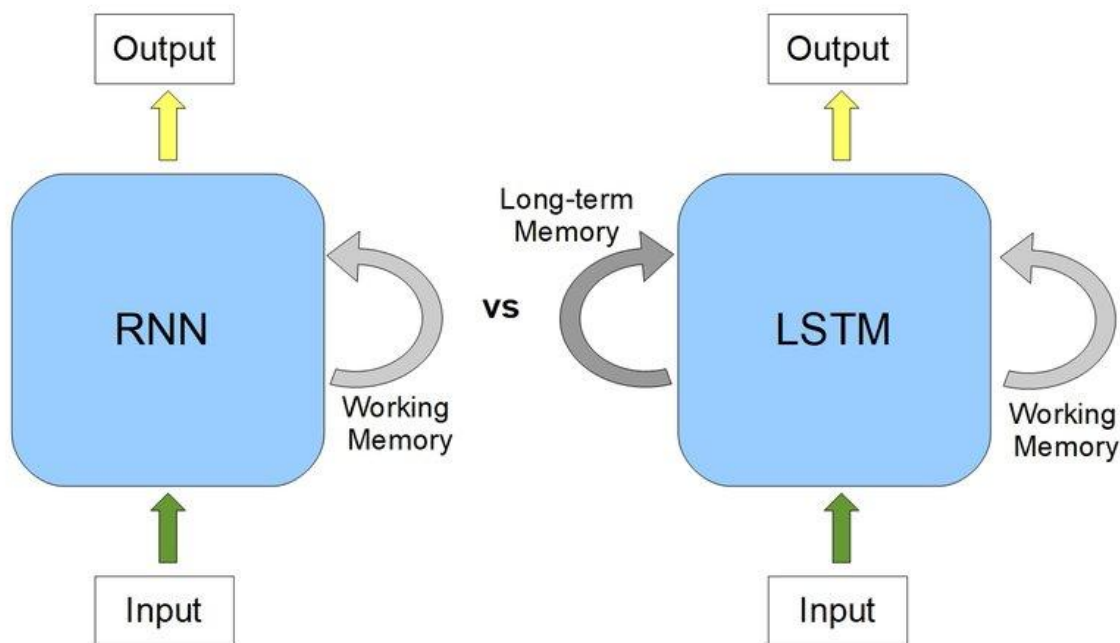 Output
RNN
Working
Memory
Input
vs
Output
Long-term
Memory
LSTM
Working
Memory
Input